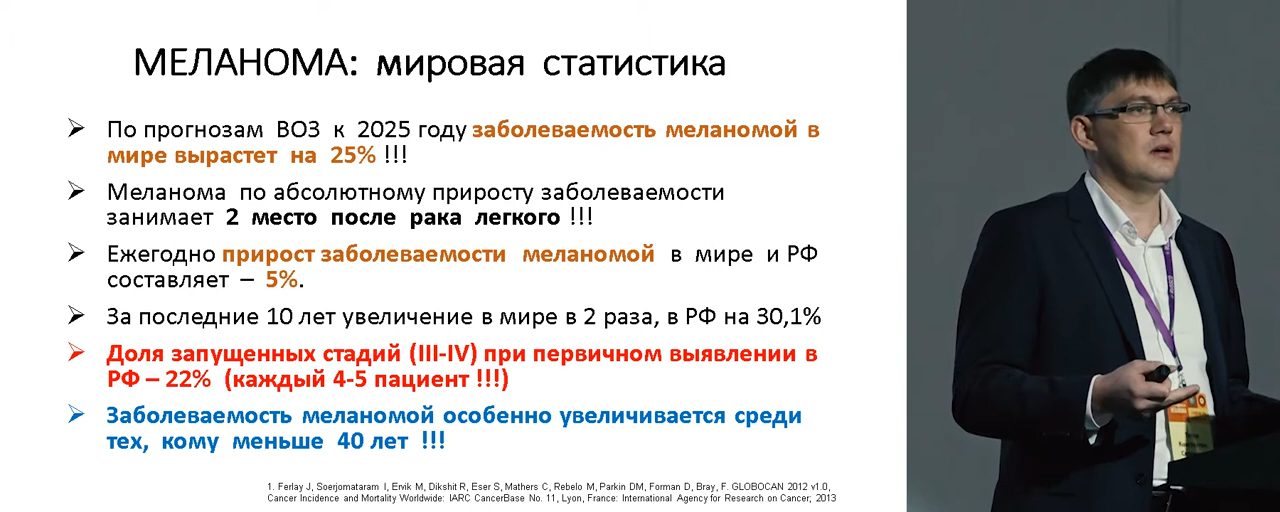 МЕЛАНОМА: мировая статистика
По прогнозам ВОЗ к 2025 году заболеваемость меланомой в
мире вырастет на 25% !!!
Меланома по абсолютному приросту заболеваемости
занимает 2 место после рака легкого !!!
Ежегодно прирост заболеваемости меланомой в мире и РФ
составляет – 5%.
За последние 10 лет увеличение в мире в 2 раза, в РФ на 30,1%
Доля запущенных стадий (III-IV) при первичном выявлении в
РФ – 22% (каждый 4-5 пациент !!!)
Заболеваемость меланомой особенно увеличивается среди
тех, кому меньше 40 лет !!!
1. Ferlay J, Soerjomataram I, Ervik M, Dikshit R, Eser S, Mathers C, Rebelo M, Parkin DM, Forman D, Bray, F. GLOBOCAN 2012 v1.0,
Cancer Incidence and Mortality Worldwide: IARC CancerBase No. 11, Lyon, France: International Agency for Research on Cancer, 2013